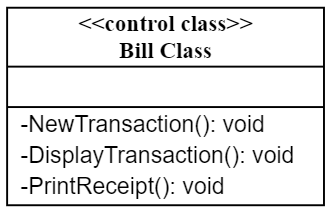 <<control class>>
Bill Class
-NewTransaction(): void
-DisplayTransaction(): void
-PrintReceipt(): void